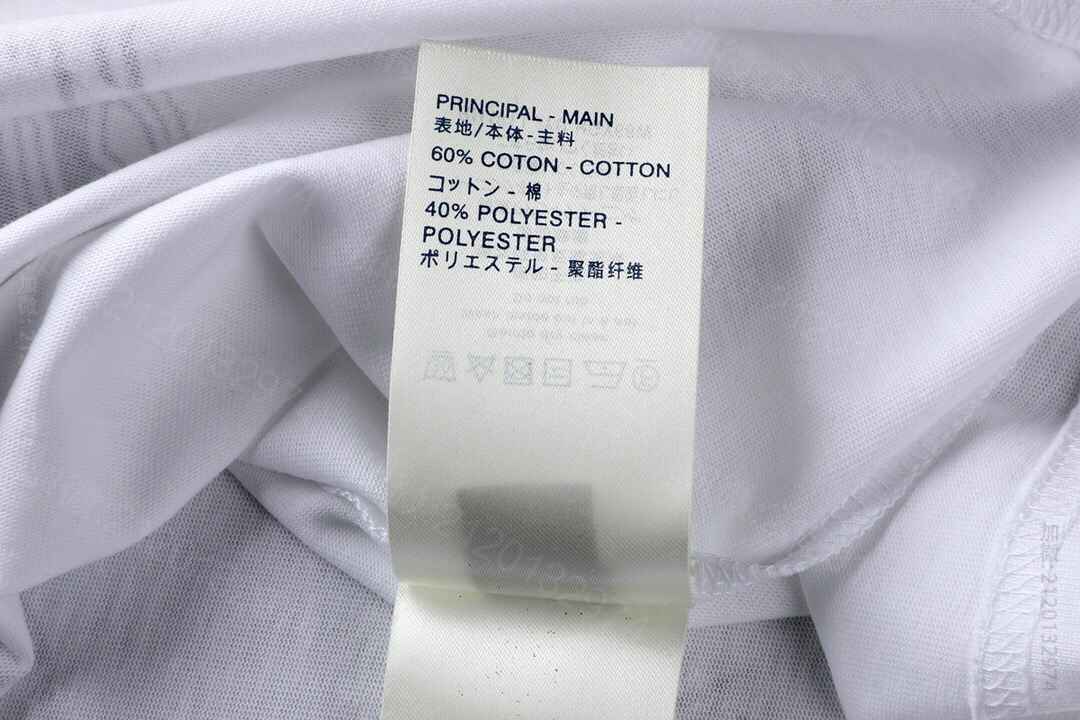 PRINCIPAL - MAIN
表地/本体-主料
60% COTON - COTTON
コットン - 棉
40% POLYESTER -
POLYESTER
ポリエステル - 聚酯纤维